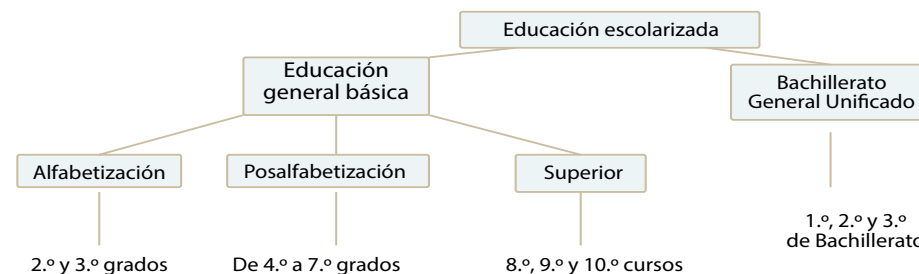 Educación escolarizada
Educación
general básica
Bachillerato
General Unificado
Alfabetización
Posalfabetización
Superior
1.º, 2.º y 3.º
de Bachillerato
2.º y 3.º grados
De 4.º a 7.º grados
8.º, 9.º y 10.º cursos